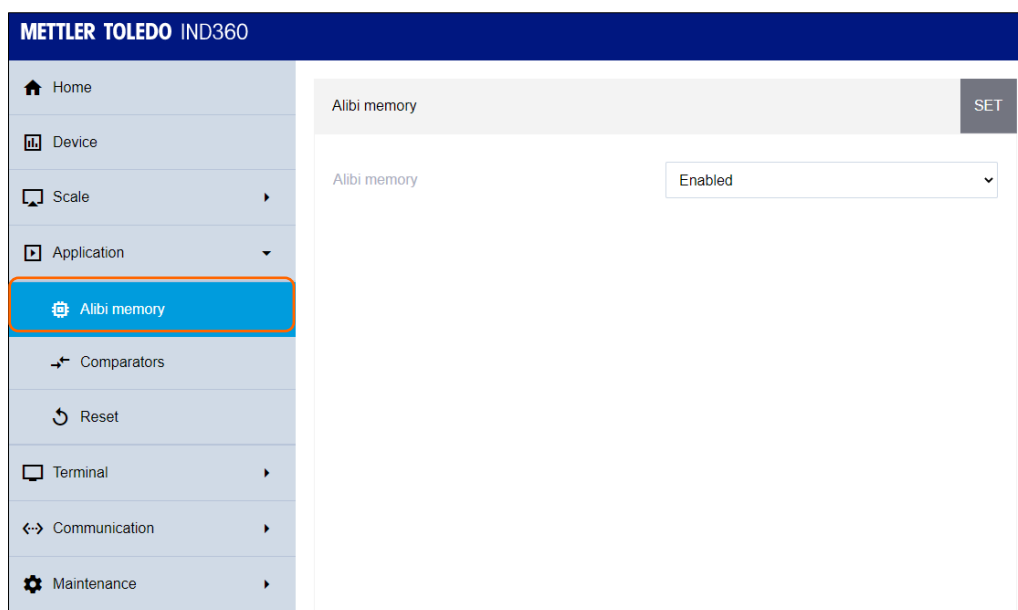 METTLER TOLEDO IND360
Home
Device
Scale
Application
Alibi memory
Comparators
Reset
Terminal
Communication
Maintenance
Alibi memory SET
Alibi memory Enabled